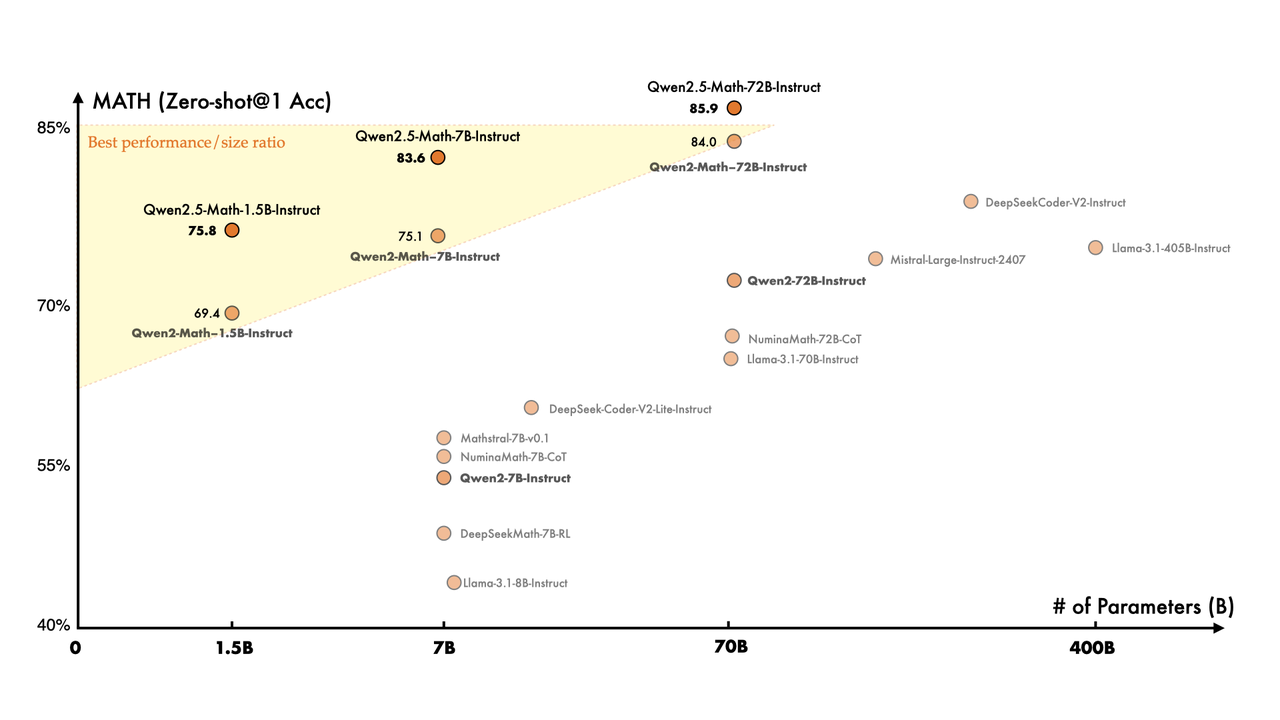 Qwen2.5-Math-72B-Instruct
MATH (Zero-shot@1 Acc)
85.9
85%
Best performance/size ratio
Qwen2.5-Math-7B-Instruct
84.0
83.6
Qwen2-Math-72B-Instruct
DeepSeekCoder-V2-Instruct
Qwen2.5-Math-1.5B-Instruct
75.8
75.1
Llama-3.1-405B-Instruct
Qwen2-Math-7B-Instruct
Mistral-Large-Instruct-2407
Qwen2-72B-Instruct
70%
69.4
Qwen2-Math-1.5B-Instruct
NuminaMath-72B-CoT
Llama-3.1-70B-Instruct
DeepSeek-Coder-V2-Lite-Instruct
Mathstral-7B-v0.1
NuminaMath-7B-CoT
55%
Qwen2-7B-Instruct
DeepSeekMath-7B-RL
Llama-3.1-8B-Instruct
# of Parameters (B)
40%
0
1.5B
7B
70B
400B